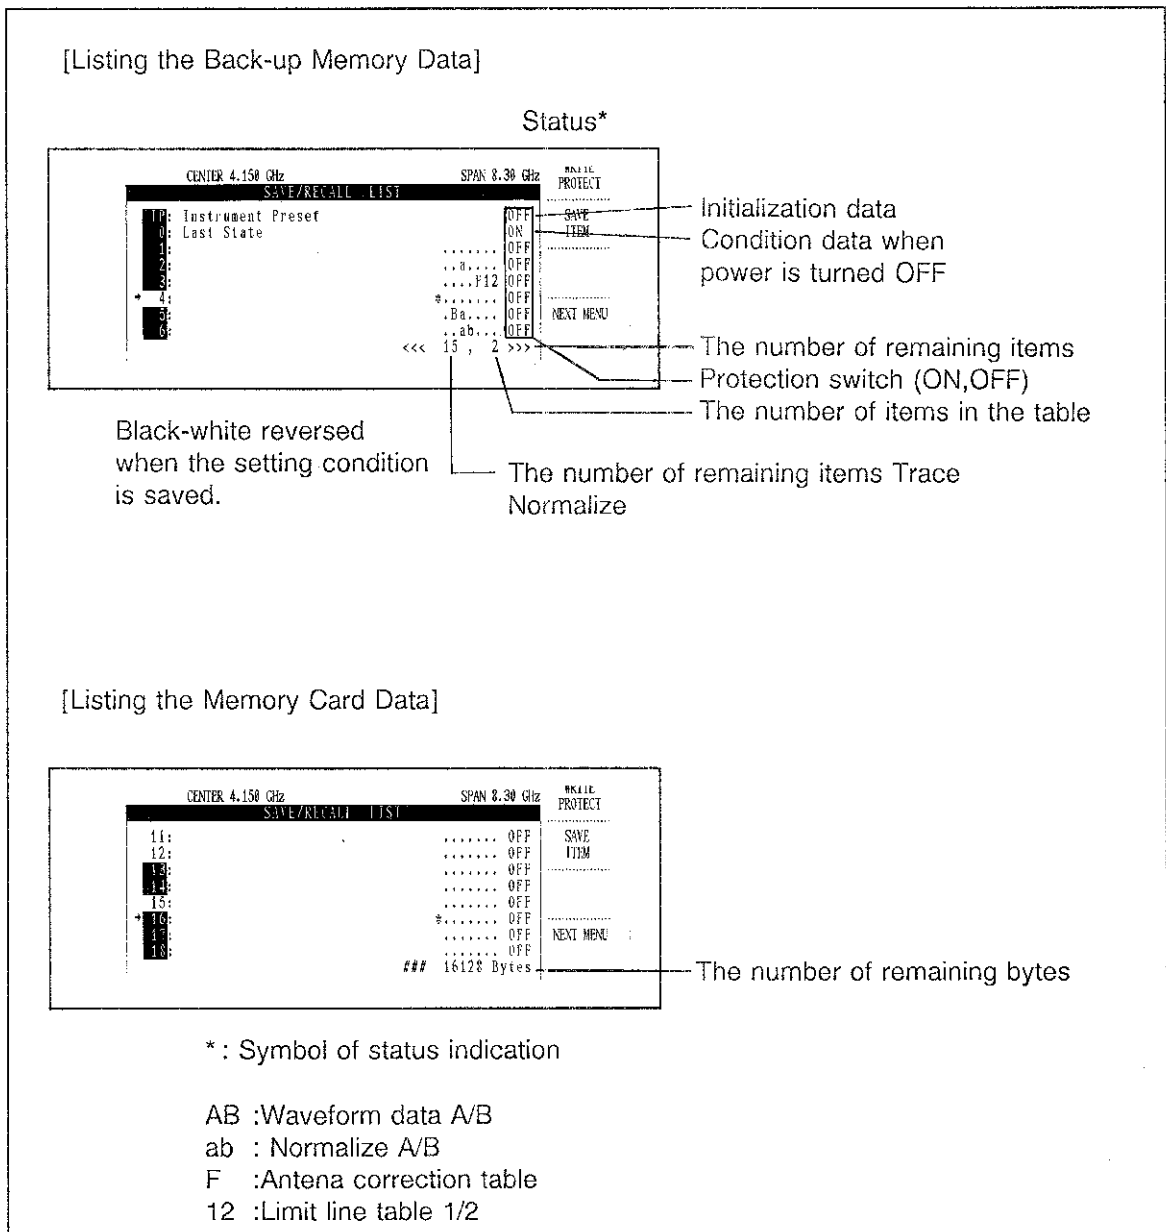 [Listing the Back-up Memory Data]
Status*
CENTER 4.150 GHz SPAN 8.30 GHz WRITE
PROTECT
SAVE/RECALL LIST
IP: Instrument Preset OFF SAVE
0: Last State ON ITEM
1: ....... OFF
2: ..a.... OFF
3: ....F12 OFF
4: *....... OFF
5: .Ba.... OFF NEXT MENU
6: ..ab... OFF
<<< 15 , 2 >>>
Initialization data
Condition data when
power is turned OFF
The number of remaining items
Protection switch (ON,OFF)
The number of items in the table
Black-white reversed
when the setting condition
is saved.
The number of remaining items Trace
Normalize
[Listing the Memory Card Data]
CENTER 4.150 GHz SPAN 8.30 GHz WRITE
PROTECT
SAVE/RECALL LIST
11: ....... OFF SAVE
12: ....... OFF ITEM
13: ....... OFF
14: ....... OFF
15: ....... OFF
16: *....... OFF
17: ....... OFF NEXT MENU
18: ....... OFF
### 16128 Bytes
The number of remaining bytes
* : Symbol of status indication
AB :Waveform data A/B
ab : Normalize A/B
F :Antena correction table
12 :Limit line table 1/2